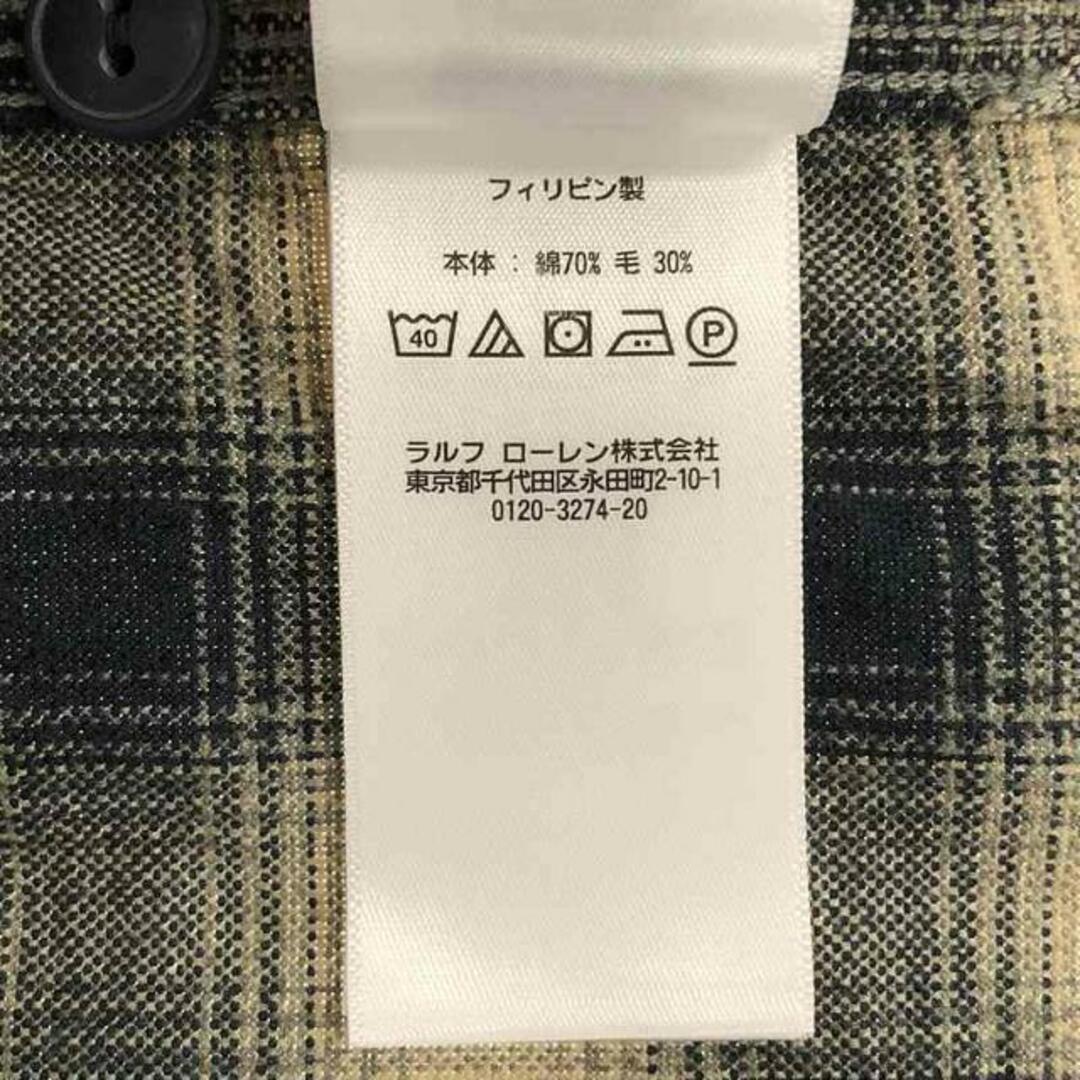 フィリピン製
本体 : 綿70% 毛 30%
40 P
ラルフ ローレン株式会社
東京都千代田区永田町2-10-1
0120-3274-20